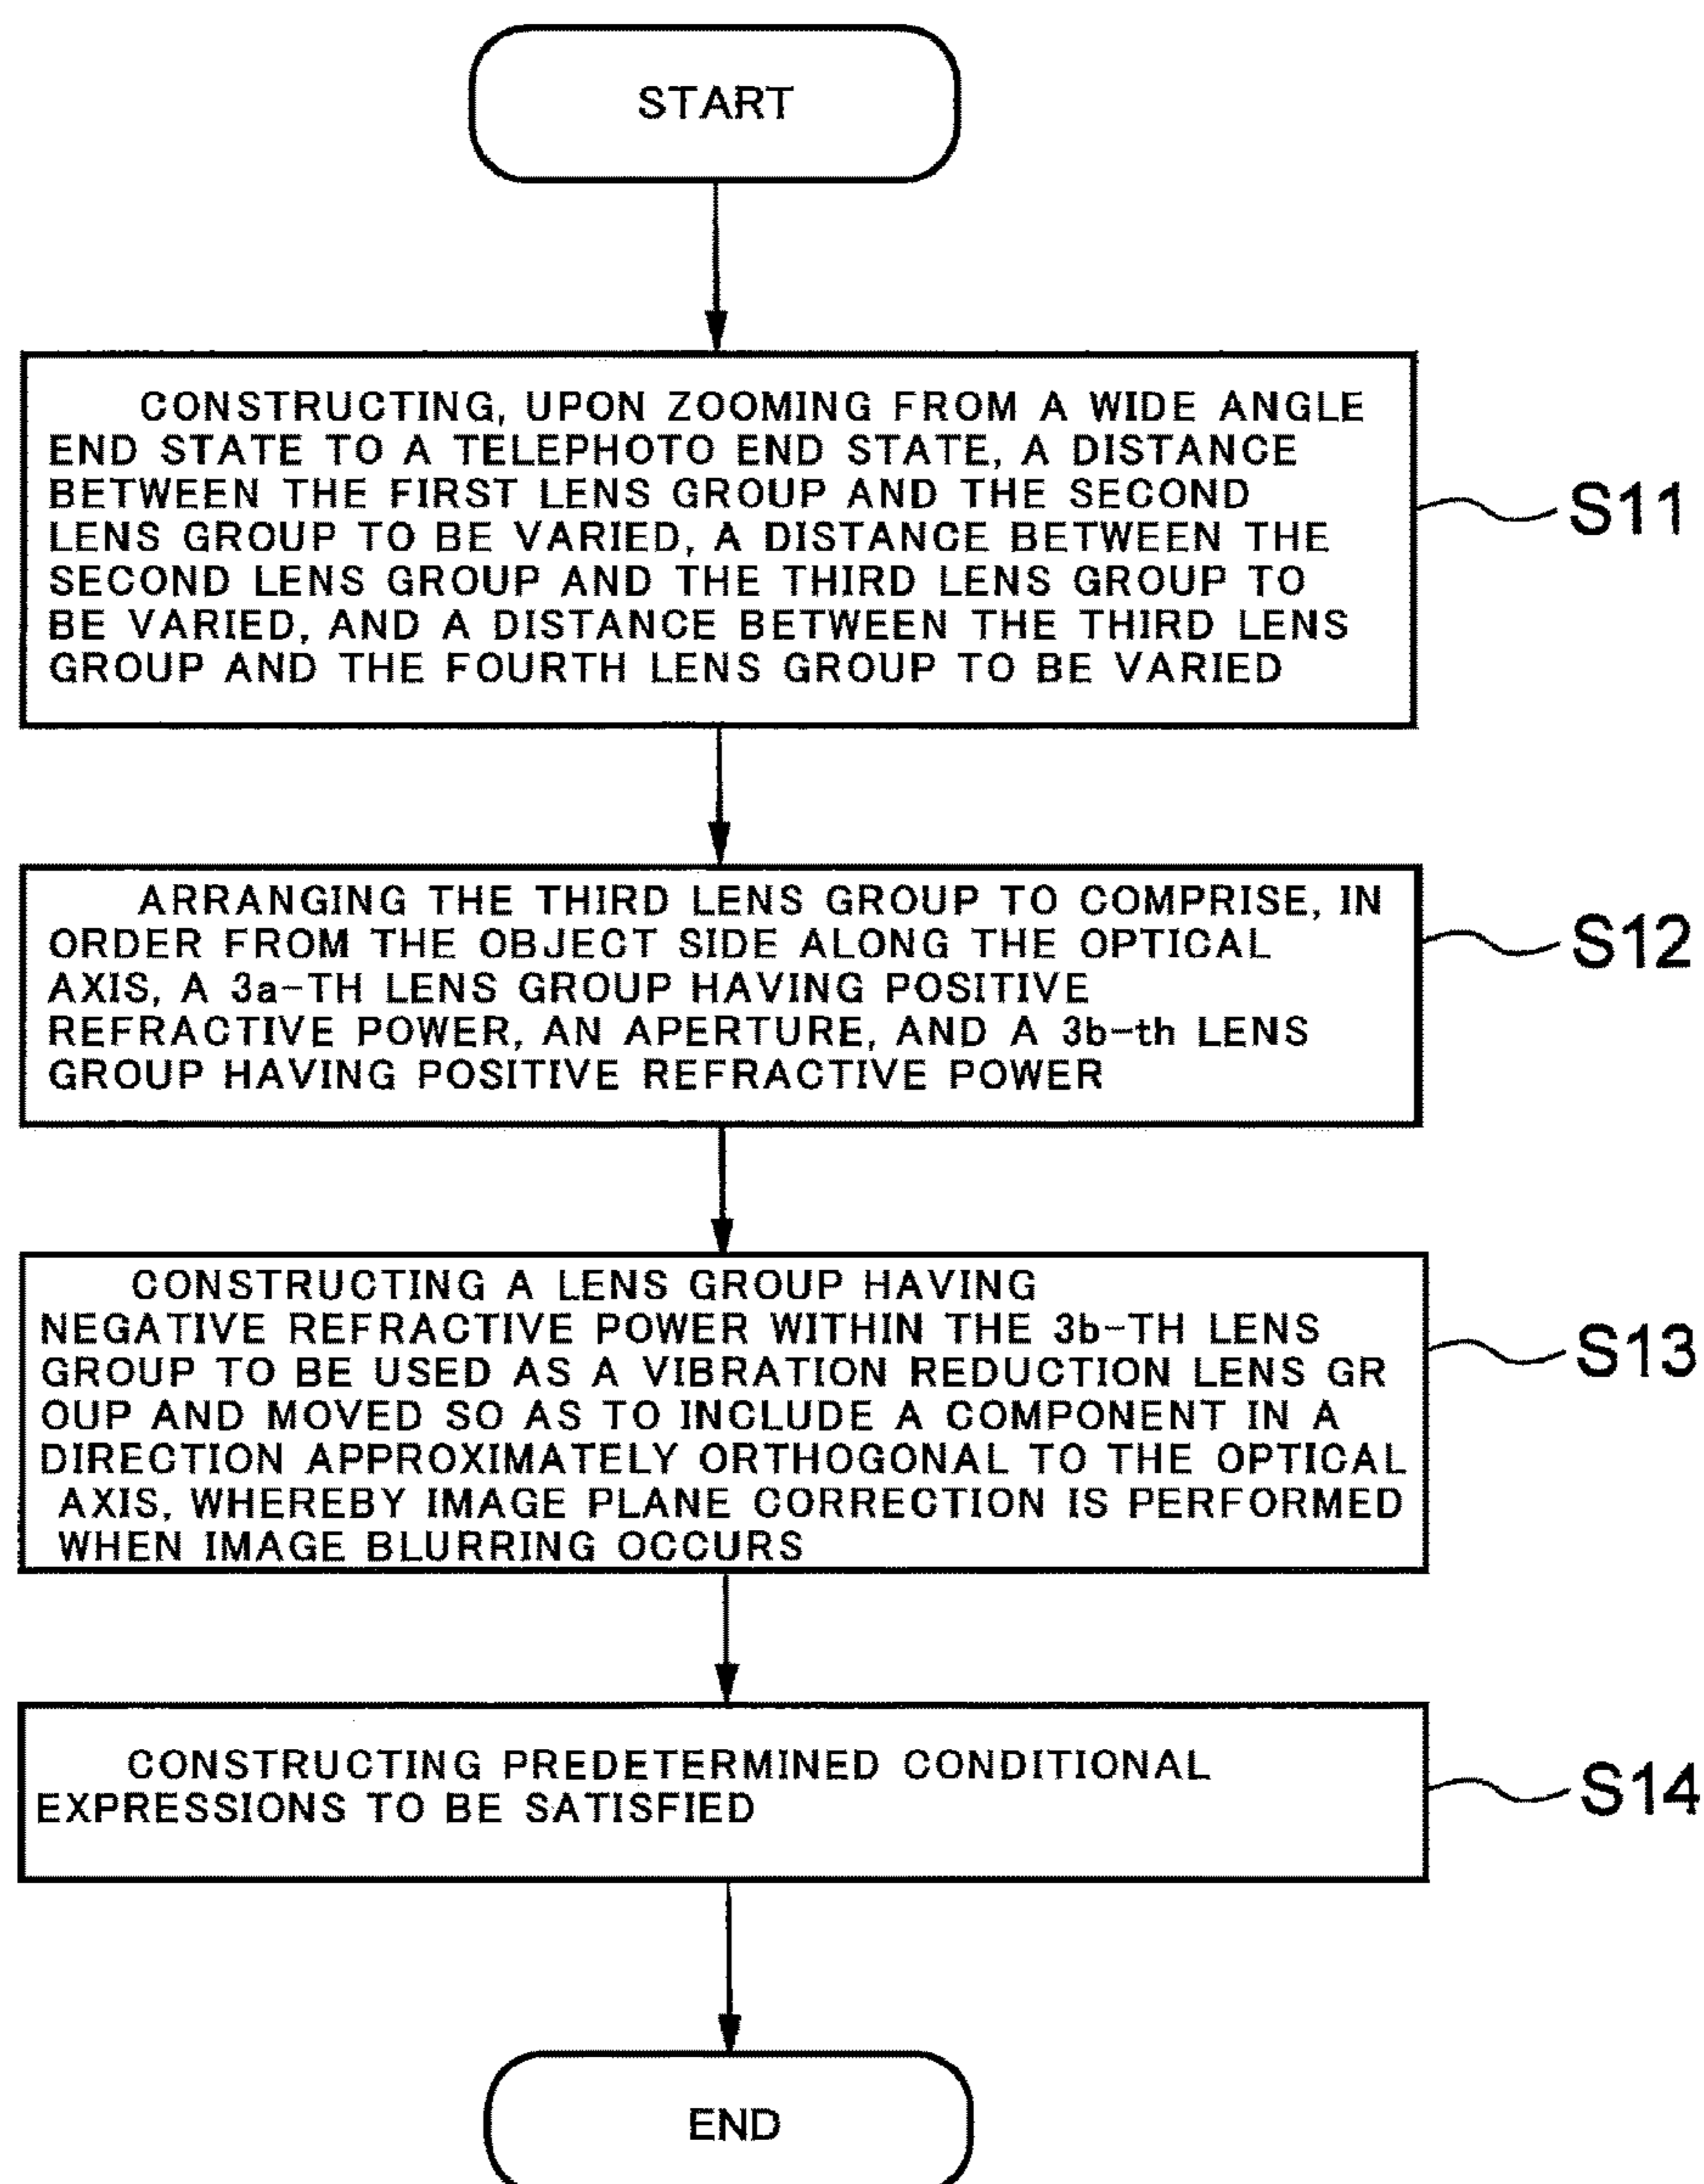 START
CONSTRUCTING, UPON ZOOMING FROM A WIDE ANGLE
END STATE TO A TELEPHOTO END STATE, A DISTANCE
BETWEEN THE FIRST LENS GROUP AND THE SECOND
LENS GROUP TO BE VARIED, A DISTANCE BETWEEN THE
SECOND LENS GROUP AND THE THIRD LENS GROUP TO
BE VARIED, AND A DISTANCE BETWEEN THE THIRD LENS
GROUP AND THE FOURTH LENS GROUP TO BE VARIED
S11
ARRANGING THE THIRD LENS GROUP TO COMPRISE, IN
ORDER FROM THE OBJECT SIDE ALONG THE OPTICAL
AXIS, A 3a-TH LENS GROUP HAVING POSITIVE
REFRACTIVE POWER, AN APERTURE, AND A 3b-th LENS
GROUP HAVING POSITIVE REFRACTIVE POWER
S12
CONSTRUCTING A LENS GROUP HAVING
NEGATIVE REFRACTIVE POWER WITHIN THE 3b-TH LENS
GROUP TO BE USED AS A VIBRATION REDUCTION LENS GR
OUP AND MOVED SO AS TO INCLUDE A COMPONENT IN A
DIRECTION APPROXIMATELY ORTHOGONAL TO THE OPTICAL
AXIS, WHEREBY IMAGE PLANE CORRECTION IS PERFORMED
WHEN IMAGE BLURRING OCCURS
S13
CONSTRUCTING PREDETERMINED CONDITIONAL
EXPRESSIONS TO BE SATISFIED
S14
END